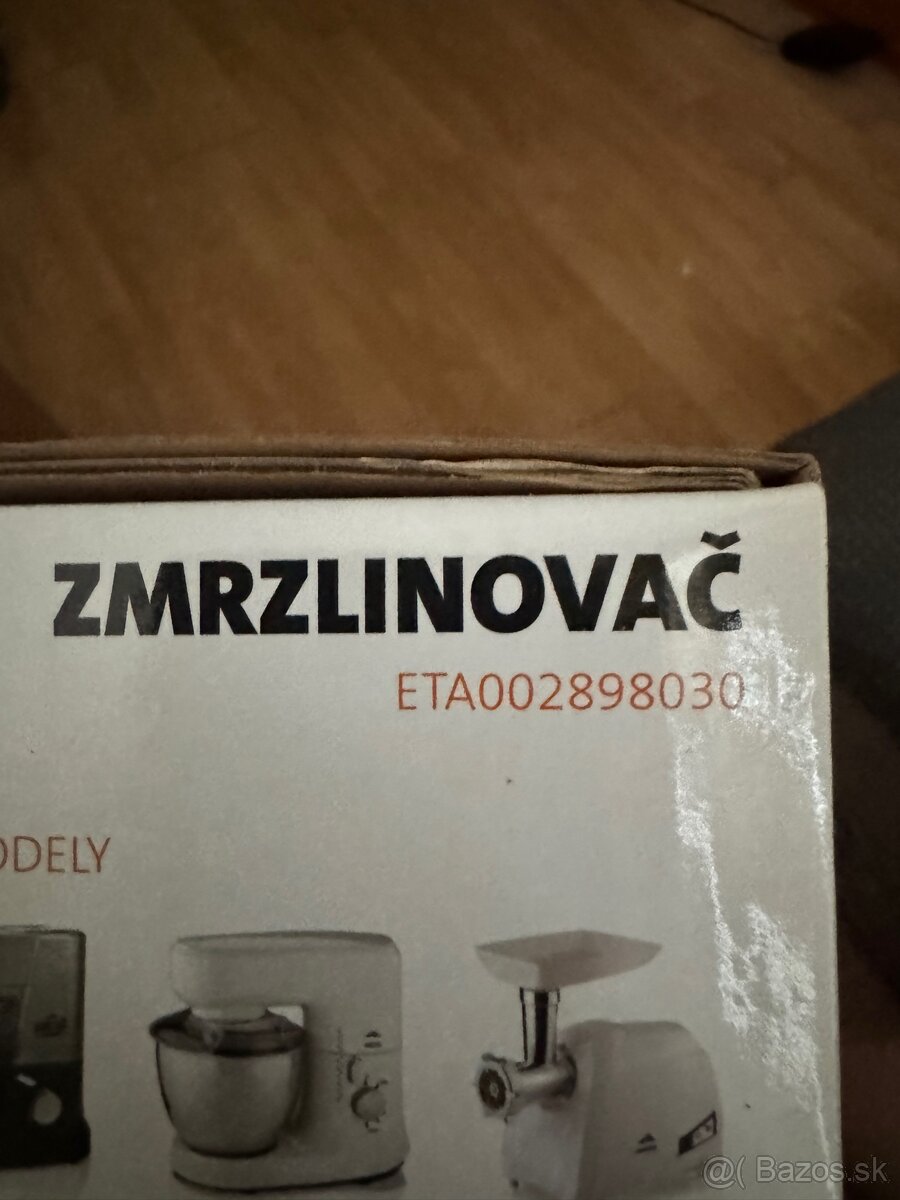 ZMRZLINOVAČ
ETA002898030
ODELY
@( Bazos.sk